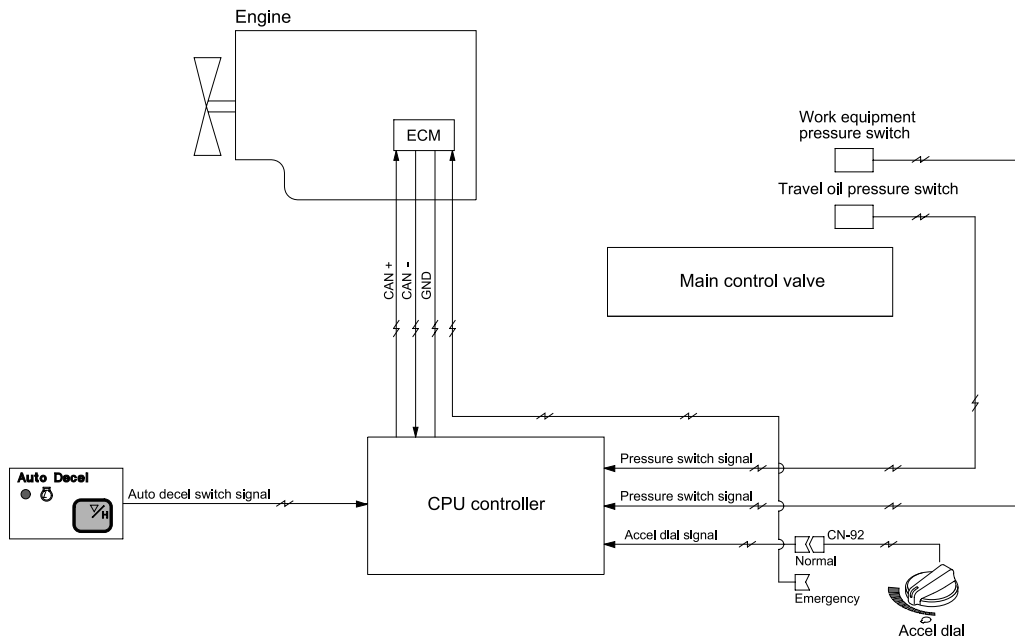 Engine
ECM
Work equipment
pressure switch
Travel oil pressure switch
CAN +
CAN -
GND
Main control valve
Auto Decel
H
Auto decel switch signal
CPU controller
Pressure switch signal
Pressure switch signal
Accel dial signal
CN-92
Normal
Emergency
Accel dial